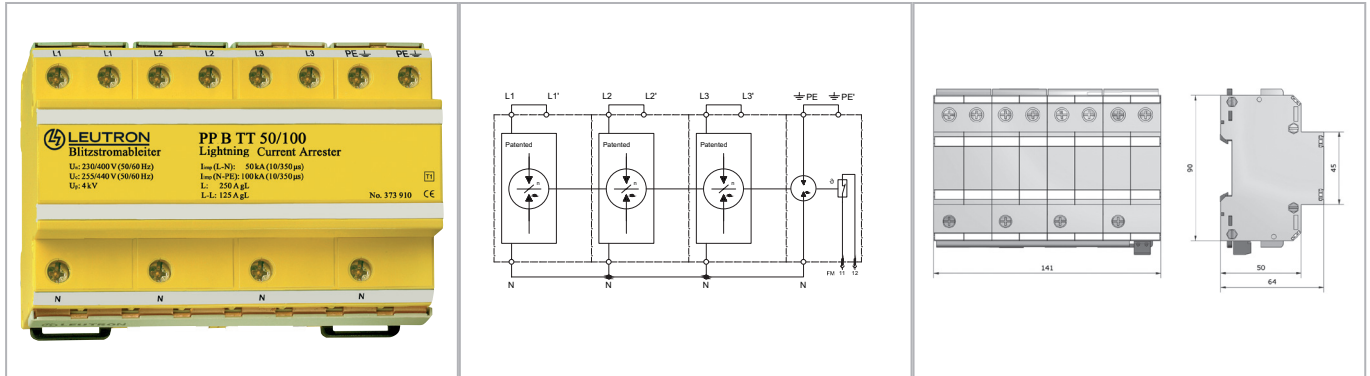 L1 L1 L2 L2 L3 L3 PE PE
LEUTRON
Blitzstromableiter
Uₙ: 230/400 V (50/60 Hz)
U꜀: 255/440 V (50/60 Hz)
Uₚ: 4 kV
PP B TT 50/100
Lightning Current Arrester
Iimp (L-N): 50 kA (10/350 µs)
Iimp (N-PE): 100 kA (10/350 µs)
L: 250 A gL
L-L: 125 A gL
T1
No. 373 910 CE
N N N N
LEUTRON
L1 L1' L2 L2' L3 L3' PE PE'
Patented Patented Patented
n n n
ϑ
FM 11 12
N N N N
90
141
45
50
64